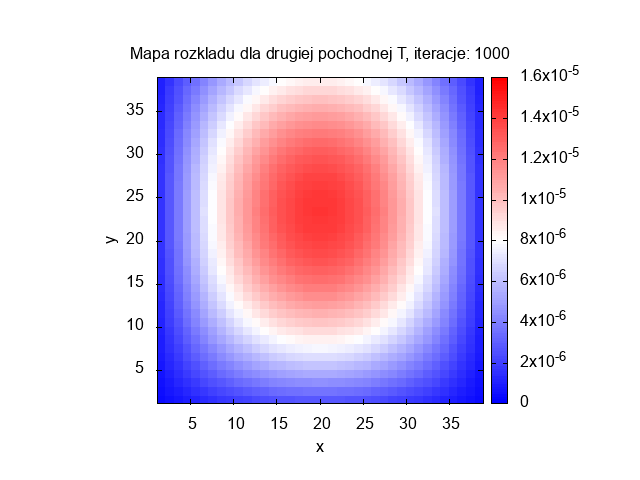 Mapa rozkladu dla drugiej pochodnej T, iteracje: 1000
1.6x10^-5
1.4x10^-5
1.2x10^-5
1x10^-5
8x10^-6
6x10^-6
4x10^-6
2x10^-6
0
y
35
30
25
20
15
10
5
5 10 15 20 25 30 35
x